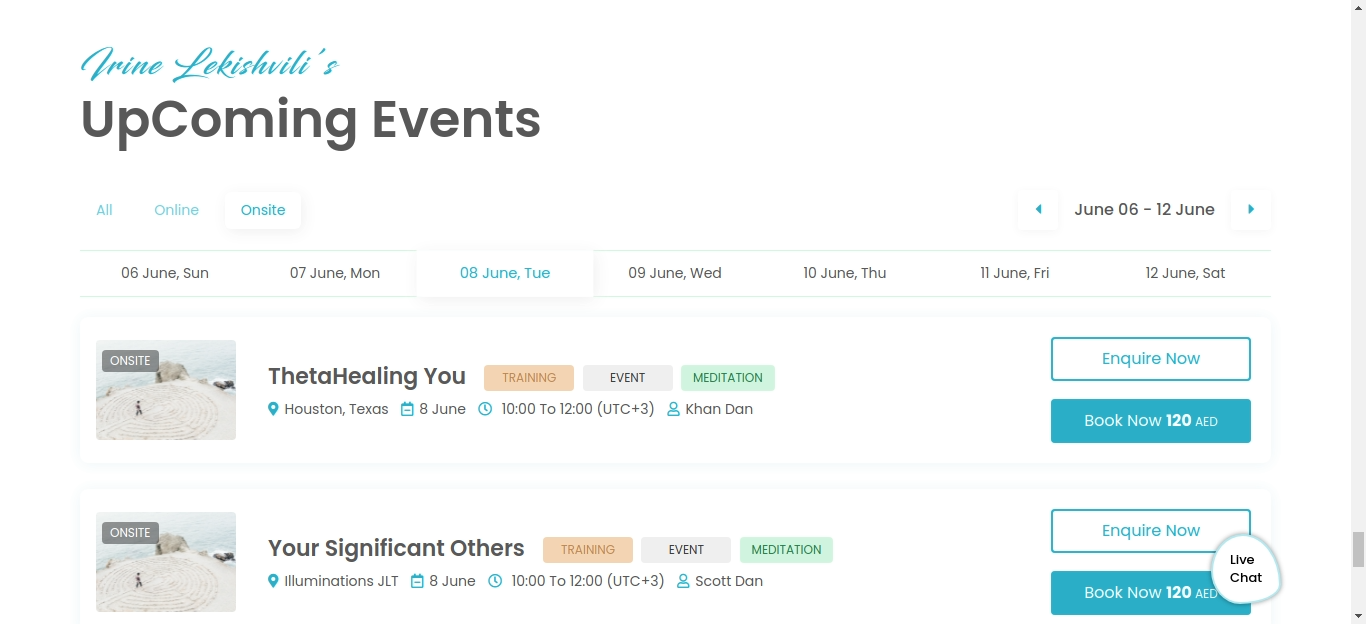 Irine Lekishvili's
UpComing Events
All Online Onsite
June 06 - 12 June
06 June, Sun 07 June, Mon 08 June, Tue 09 June, Wed 10 June, Thu 11 June, Fri 12 June, Sat
ONSITE
ThetaHealing You TRAINING EVENT MEDITATION
Houston, Texas 8 June 10:00 To 12:00 (UTC+3) Khan Dan
Enquire Now
Book Now 120 AED
ONSITE
Your Significant Others TRAINING EVENT MEDITATION
Illuminations JLT 8 June 10:00 To 12:00 (UTC+3) Scott Dan
Enquire Now
Book Now 120 AED
Live
Chat